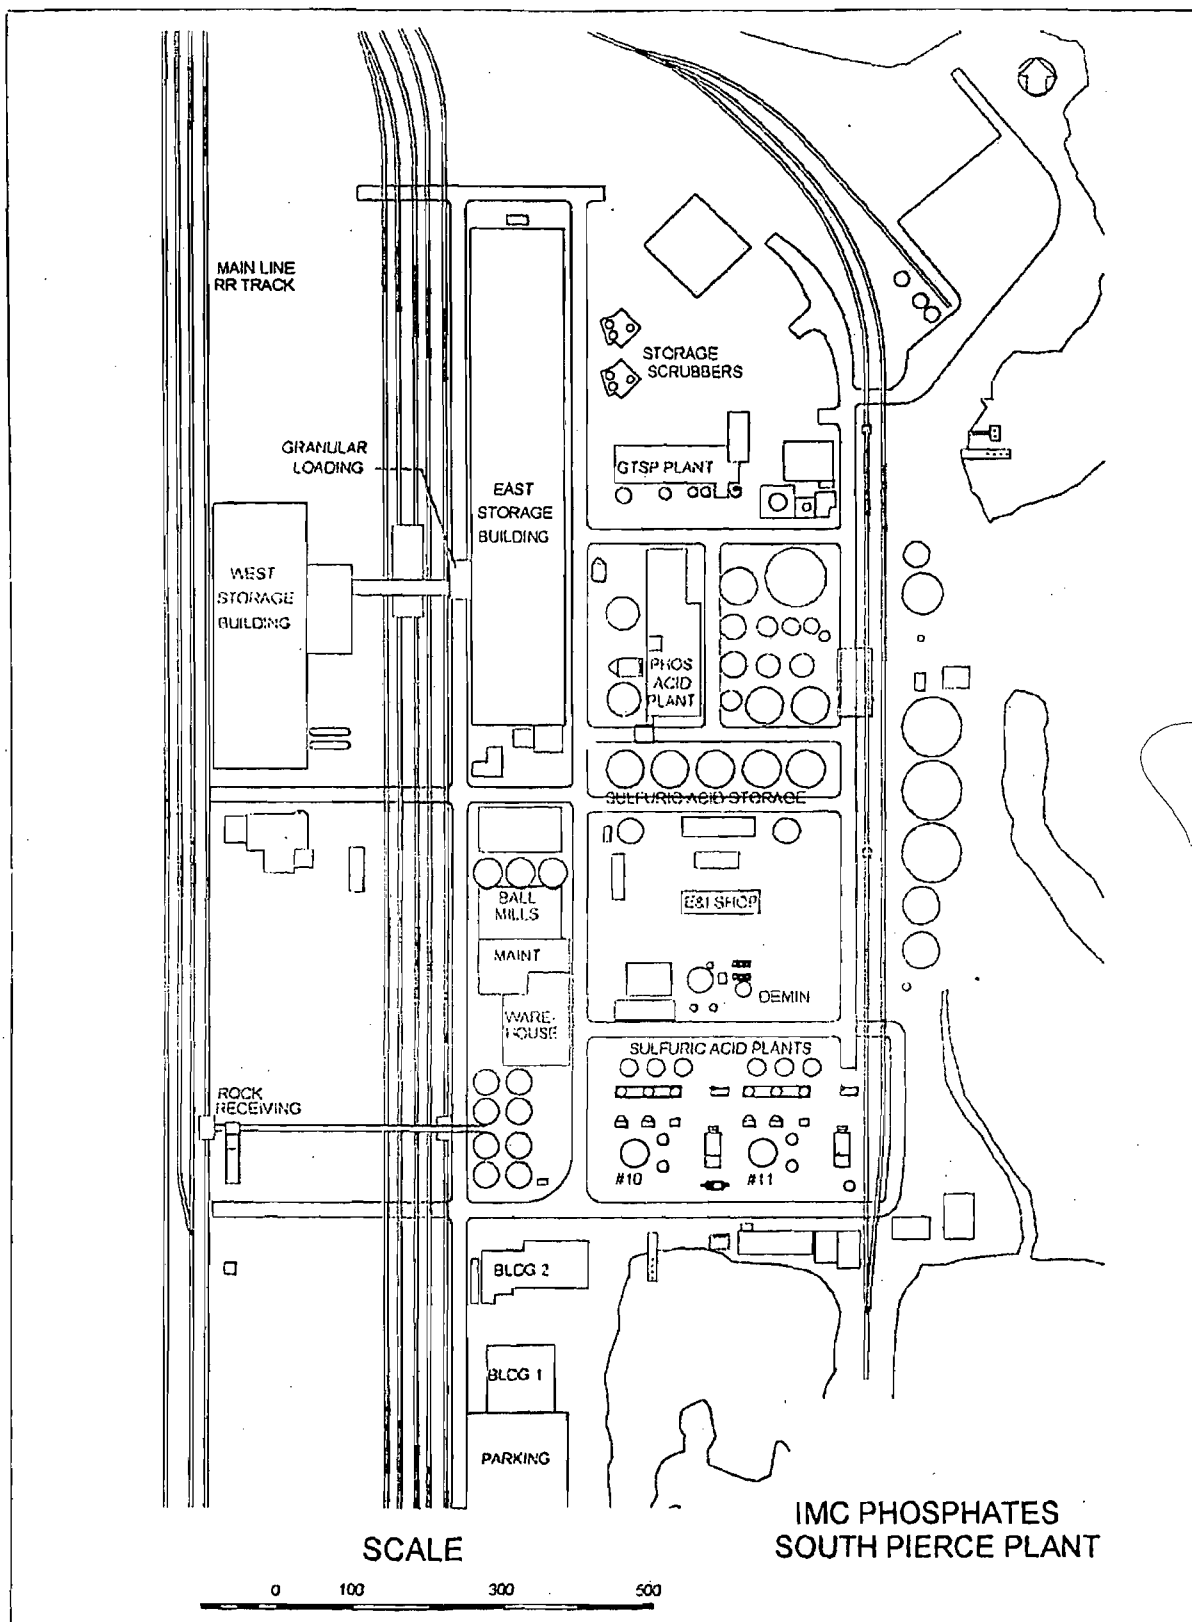 MAIN LINE
RR TRACK
STORAGE
SCRUBBERS
GRANULAR
LOADING
GTSP PLANT
EAST
STORAGE
BUILDING
WEST
STORAGE
BUILDING
PHOS
ACID
PLANT
SULFURIC ACID STORAGE
BALL
MILLS
E&I SHOP
MAINT
DEMIN
WARE-
HOUSE
SULFURIC ACID PLANTS
ROCK
RECEIVING
#10
#11
BLDG 2
BLDG 1
PARKING
IMC PHOSPHATES
SOUTH PIERCE PLANT
SCALE
0 100 300 500